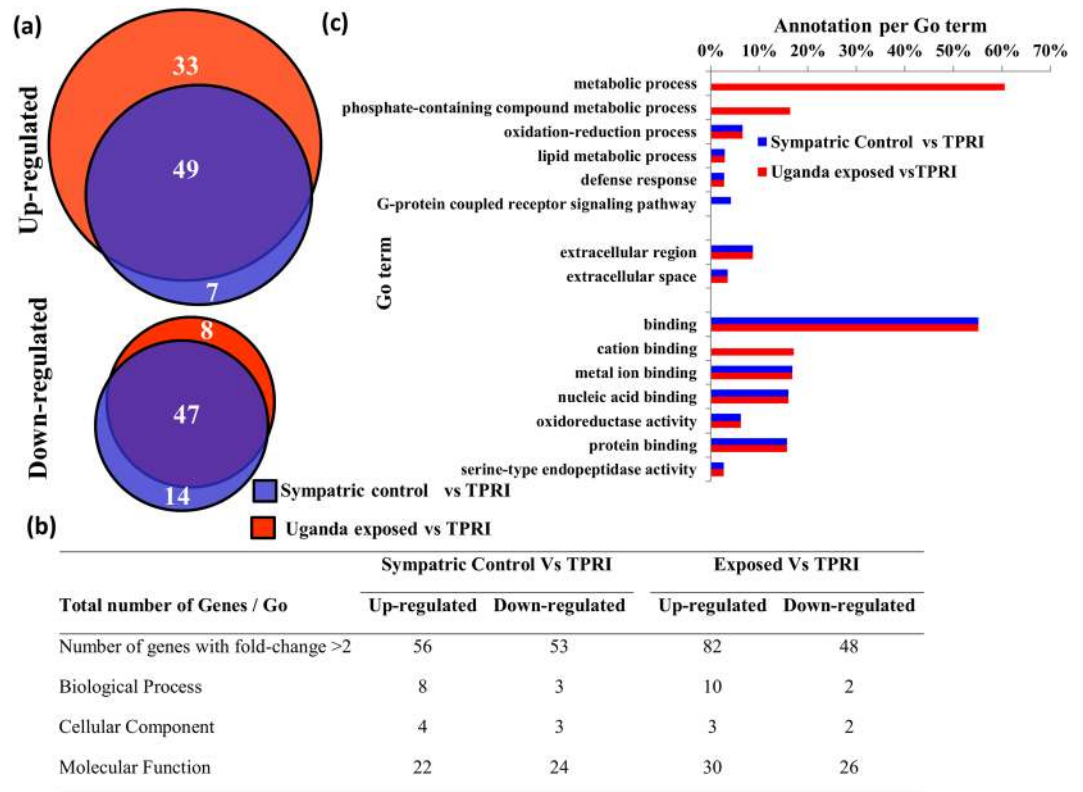 (a)
Up-regulated
33
49
7
Down-regulated
8
47
14
Sympatric control vs TPRI
Uganda exposed vs TPRI
(c)
Annotation per Go term
0% 10% 20% 30% 40% 50% 60% 70%
Go term
metabolic process
phosphate-containing compound metabolic process
oxidation-reduction process
lipid metabolic process
defense response
G-protein coupled receptor signaling pathway
extracellular region
extracellular space
binding
cation binding
metal ion binding
nucleic acid binding
oxidoreductase activity
protein binding
serine-type endopeptidase activity
Sympatric Control vs TPRI
Uganda exposed vsTPRI
(b)
Sympatric Control Vs TPRI Exposed Vs TPRI
Total number of Genes / Go Up-regulated Down-regulated Up-regulated Down-regulated
Number of genes with fold-change >2 56 53 82 48
Biological Process 8 3 10 2
Cellular Component 4 3 3 2
Molecular Function 22 24 30 26